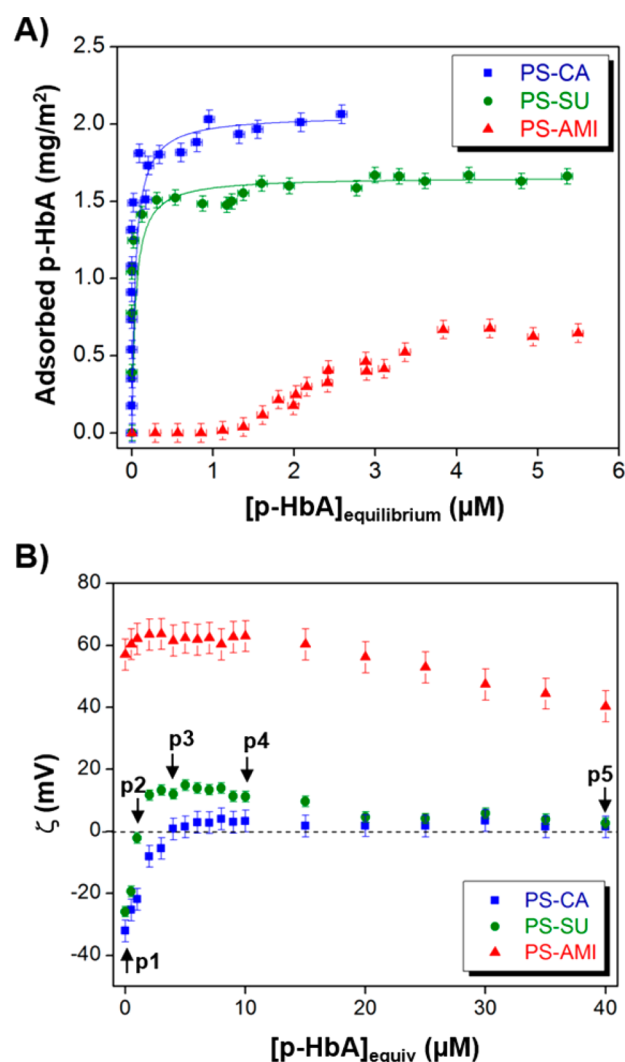 A)
2.5
2.0
1.5
1.0
0.5
0.0
Adsorbed p-HbA (mg/m²)
PS-CA
PS-SU
PS-AMI
0 1 2 3 4 5 6
[p-HbA]equilibrium (µM)
B)
80
60
40
20
0
-20
-40
ζ (mV)
p1
p2
p3
p4
p5
PS-CA
PS-SU
PS-AMI
0 10 20 30 40
[p-HbA]equiv (µM)